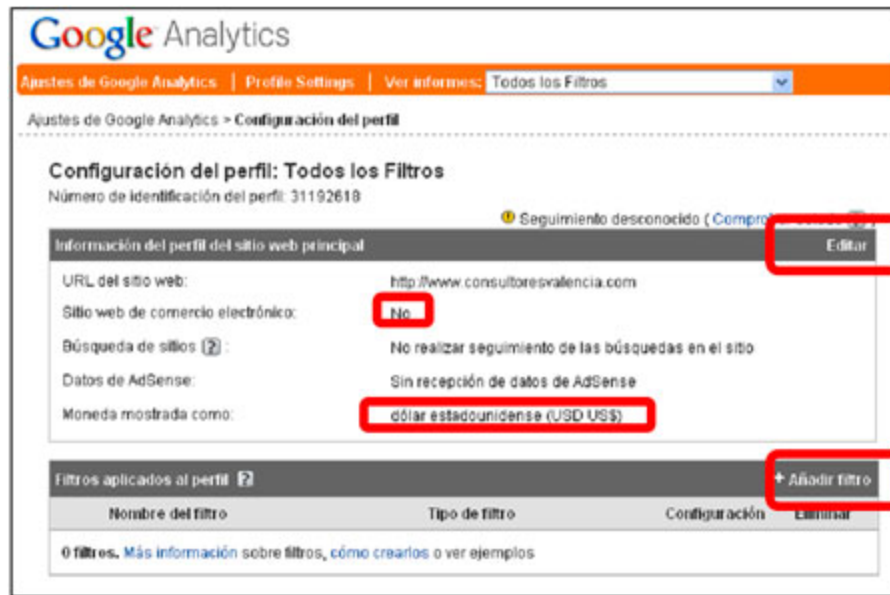 Google Analytics
Ajustes de Google Analytics | Profile Settings | Ver informes: Todos los Filtros
Ajustes de Google Analytics > Configuración del perfil
Configuración del perfil: Todos los Filtros
Número de identificación del perfil: 31192618
Seguimiento desconocido (
Información del perfil del sitio web principal Editar
URL del sitio web: http://www.consultoresvalencia.com
Sitio web de comercio electrónico: No
Búsqueda de sitios [?] : No realizar seguimiento de las búsquedas en el sitio
Datos de AdSense: Sin recepción de datos de AdSense
Moneda mostrada como: dólar estadounidense (USD US$)
Filtros aplicados al perfil [?] + Añadir filtro
Nombre del filtro Tipo de filtro Configuración Eliminar
0 filtros. Más información sobre filtros, cómo crearlos o ver ejemplos